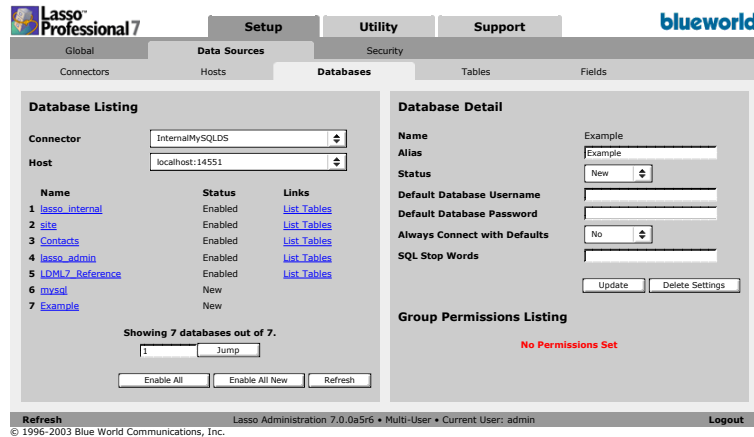 Lasso™
Professional 7
Setup Utility Support
blueworld
Global Data Sources Security
Connectors Hosts Databases Tables Fields
Database Listing
Connector InternalMySQLDS
Host localhost:14551
Name Status Links
1 lasso_internal Enabled List Tables
2 site Enabled List Tables
3 Contacts Enabled List Tables
4 lasso_admin Enabled List Tables
5 LDML7_Reference Enabled List Tables
6 mysql New
7 Example New
Showing 7 databases out of 7.
1 Jump
Enable All Enable All New Refresh
Database Detail
Name Example
Alias Example
Status New
Default Database Username
Default Database Password
Always Connect with Defaults No
SQL Stop Words
Update Delete Settings
Group Permissions Listing
No Permissions Set
Refresh Lasso Administration 7.0.0a5r6 • Multi-User • Current User: admin Logout
© 1996-2003 Blue World Communications, Inc.